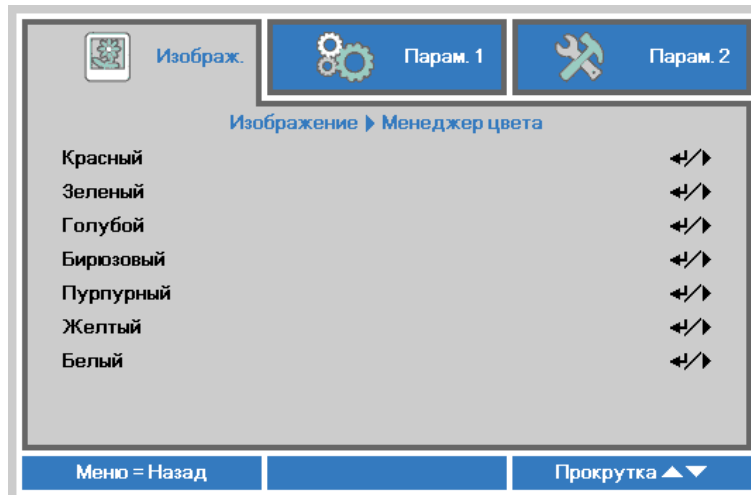 Изображ.
Парам. 1
Парам. 2
Изображение ▶ Менеджер цвета
Красный ↵/▶
Зеленый ↵/▶
Голубой ↵/▶
Бирюзовый ↵/▶
Пурпурный ↵/▶
Желтый ↵/▶
Белый ↵/▶
Меню = Назад
Прокрутка ▲▼